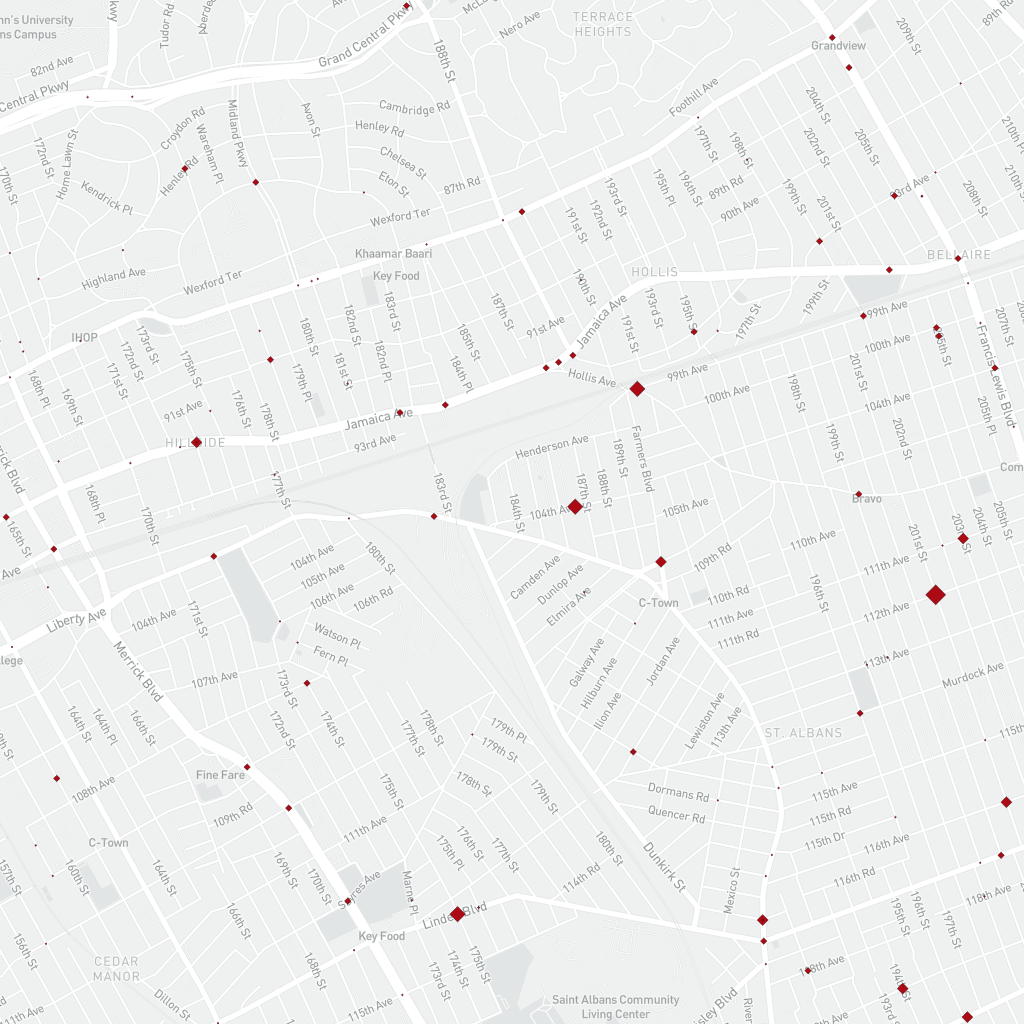 Tudor Rd
188th St
Nero Ave
TERRACE
HEIGHTS
209th St
89th Rd
Grandview
Grand Central Pkwy
82nd Ave
Central Pkwy
Cambridge Rd
Foothill Ave
204th St
Croydon Rd
Midland Pkwy
Avon St
Henley Rd
197th St
198th St
202nd St
205th St
210th St
172nd St
Home Lawn St
Wareham Pl
Chelsea St
Henley Rd
Elton St
87th Rd
193rd St
195th Pl
196th St
89th Rd
93rd Ave
208th St
170th St
Kendrick Pl
Wexford Ter
191st St
192nd St
90th Ave
199th St
201st St
Khaamar Baari
BELLAIRE
Key Food
HOLLIS
Highland Ave
Wexford Ter
190th St
IHOP
173rd St
180th St
182nd St
183rd St
187th St
91st Ave
Jamaica Ave
193rd St
195th St
197th St
199th St
99th Ave
207th St
172nd St
175th St
181st St
182nd Pl
185th St
191st St
100th Ave
Francis Lewis Blvd
168th Pl
169th St
171st St
179th Pl
184th Pl
Hollis Ave
99th Ave
201st St
91st Ave
176th St
178th St
100th Ave
198th St
104th Ave
205th Pl
HILLSIDE
Jamaica Ave
93rd Ave
Henderson Ave
189th St
Farmers Blvd
199th St
202nd St
168th Pl
177th St
183rd St
187th St
188th St
Bravo
165th St
170th St
184th St
104th Ave
105th Ave
201st St
203rd St
204th St
205th St
110th Ave
104th Ave
180th St
Camden Ave
109th Rd
111th Ave
105th Ave
Dunlop Ave
106th Ave
106th Rd
Elmira Ave
C-Town
110th Rd
196th St
112th Ave
Liberty Ave
104th Ave
171st St
Watson Pl
111th Ave
111th Rd
Fern Pl
Merrick Blvd
107th Ave
Galway Ave
Jordan Ave
113th Ave
Murdock Ave
173rd St
Hilburn Ave
164th St
164th Pl
166th St
172nd St
174th St
177th St
178th St
179th Pl
Ilion Ave
Lewiston Ave
113th Ave
ST. ALBANS
179th St
Fine Fare
108th Ave
175th St
178th St
179th St
Dormans Rd
115th Ave
109th Rd
Quencer Rd
115th Rd
C-Town
111th Ave
176th St
177th St
180th St
115th Dr
116th Ave
175th Pl
Dunkirk St
157th St
160th St
164th St
169th St
170th St
Sayres Ave
Marne Pl
114th Rd
116th Rd
Mexico St
118th Ave
Linden Blvd
195th St
196th St
197th St
166th St
Key Food
CEDAR
MANOR
168th St
173rd St
174th St
175th St
118th Ave
194th St
193rd St
Dillon St
115th Ave
Saint Albans Community
Living Center